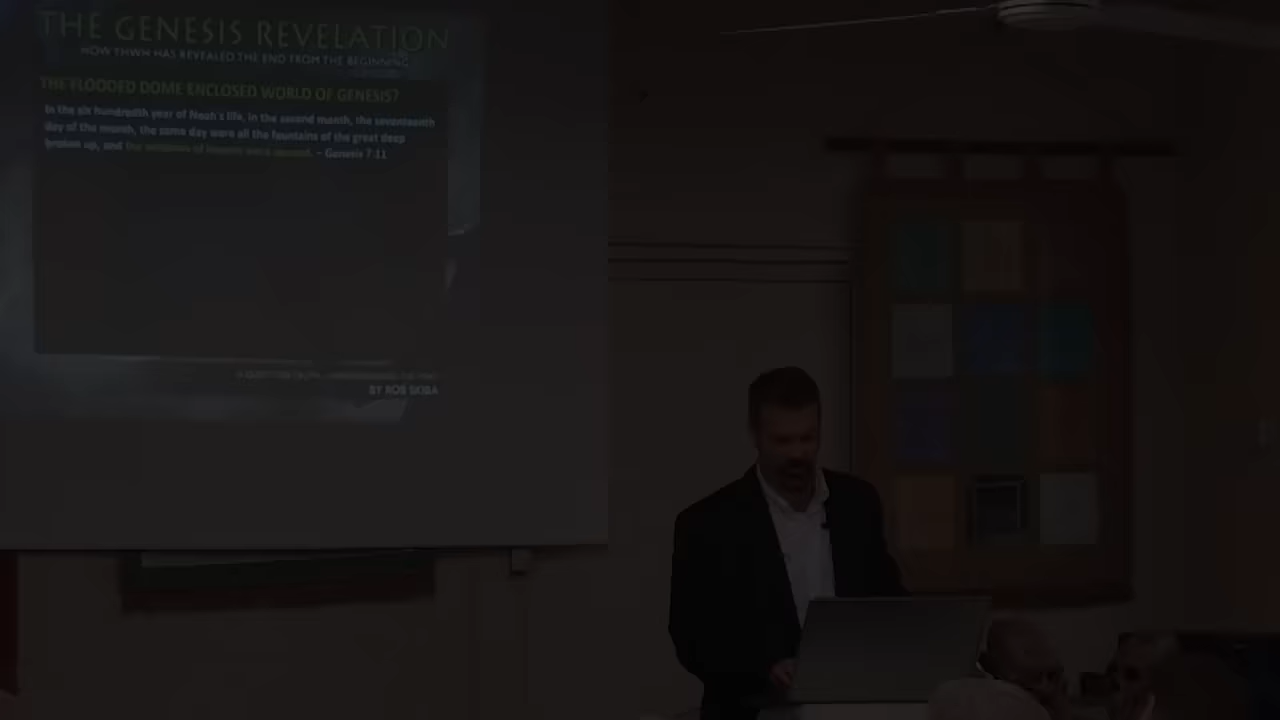 THE GENESIS REVELATION
HOW YHWH HAS REVEALED THE END FROM THE BEGINNING
THE FLOODED DOME ENCLOSED WORLD OF GENESIS?
In the six hundredth year of Noah's life, in the second month, the seventeenth
day of the month, the same day were all the fountains of the great deep
broken up, and the windows of heaven were opened. – Genesis 7:11
BY ROB SKIBA